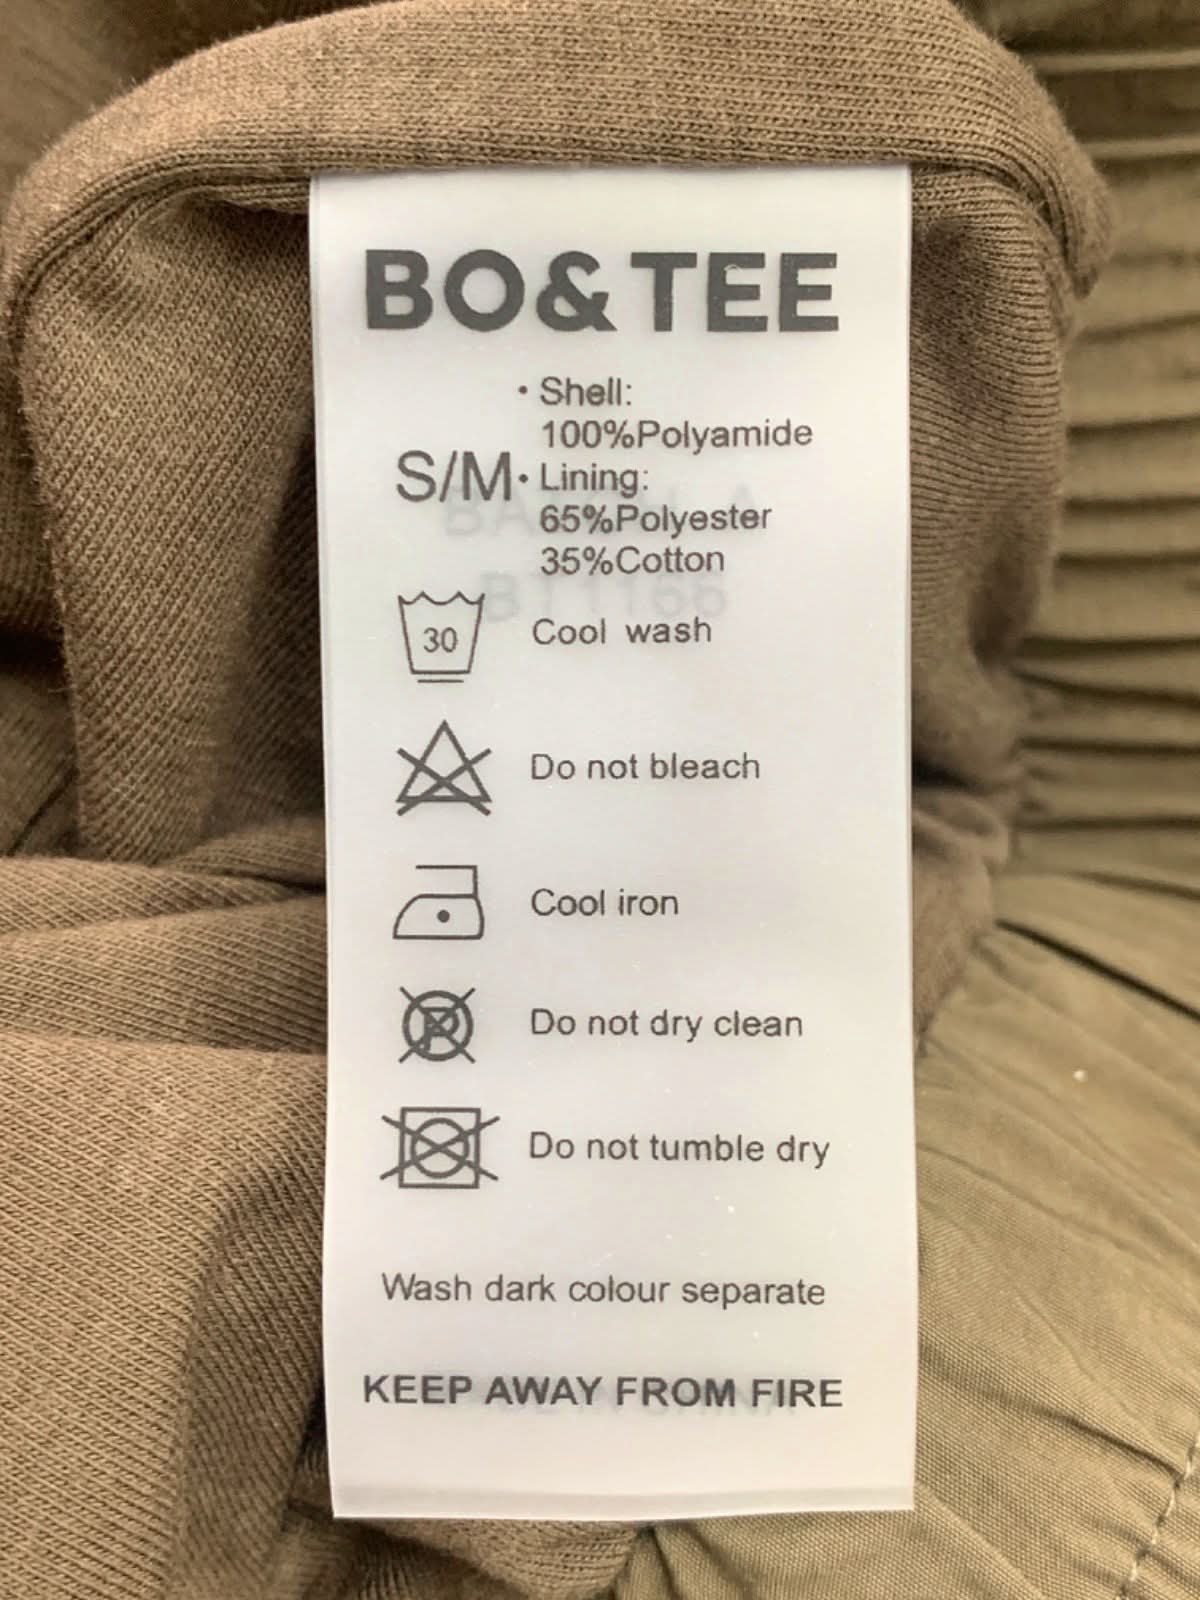 BO&TEE
S/M
• Shell:
100%Polyamide
• Lining:
65%Polyester
35%Cotton
30 Cool wash
Do not bleach
Cool iron
P Do not dry clean
Do not tumble dry
Wash dark colour separate
KEEP AWAY FROM FIRE
BT1166